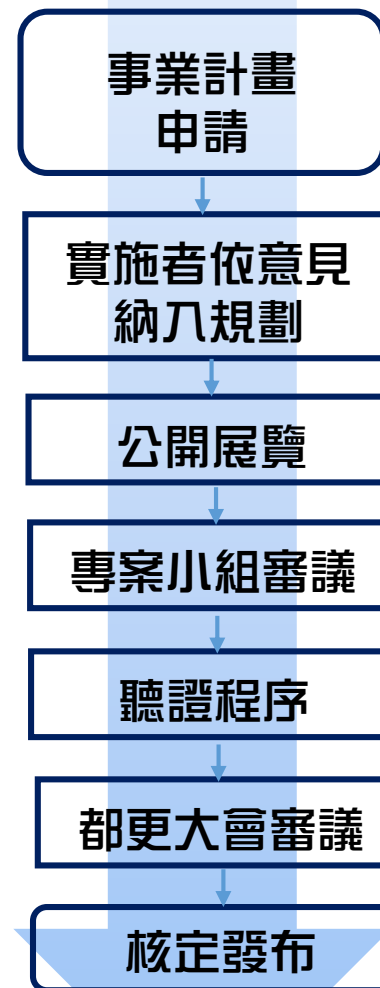 事業計畫
申請
實施者依意見
納入規劃
公開展覽
專案小組審議
聽證程序
都更大會審議
核定發布